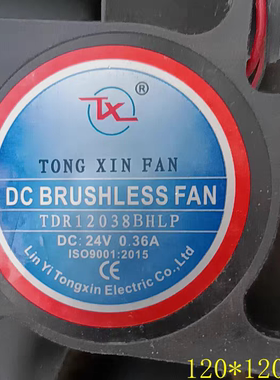 TX ®
TONG XIN FAN
DC BRUSHLESS FAN
TDR12038BHLP
DC: 24V 0.36A
ISO9001:2015
CE
Lin Yi Tongxin Electric Co.,Ltd
120*120